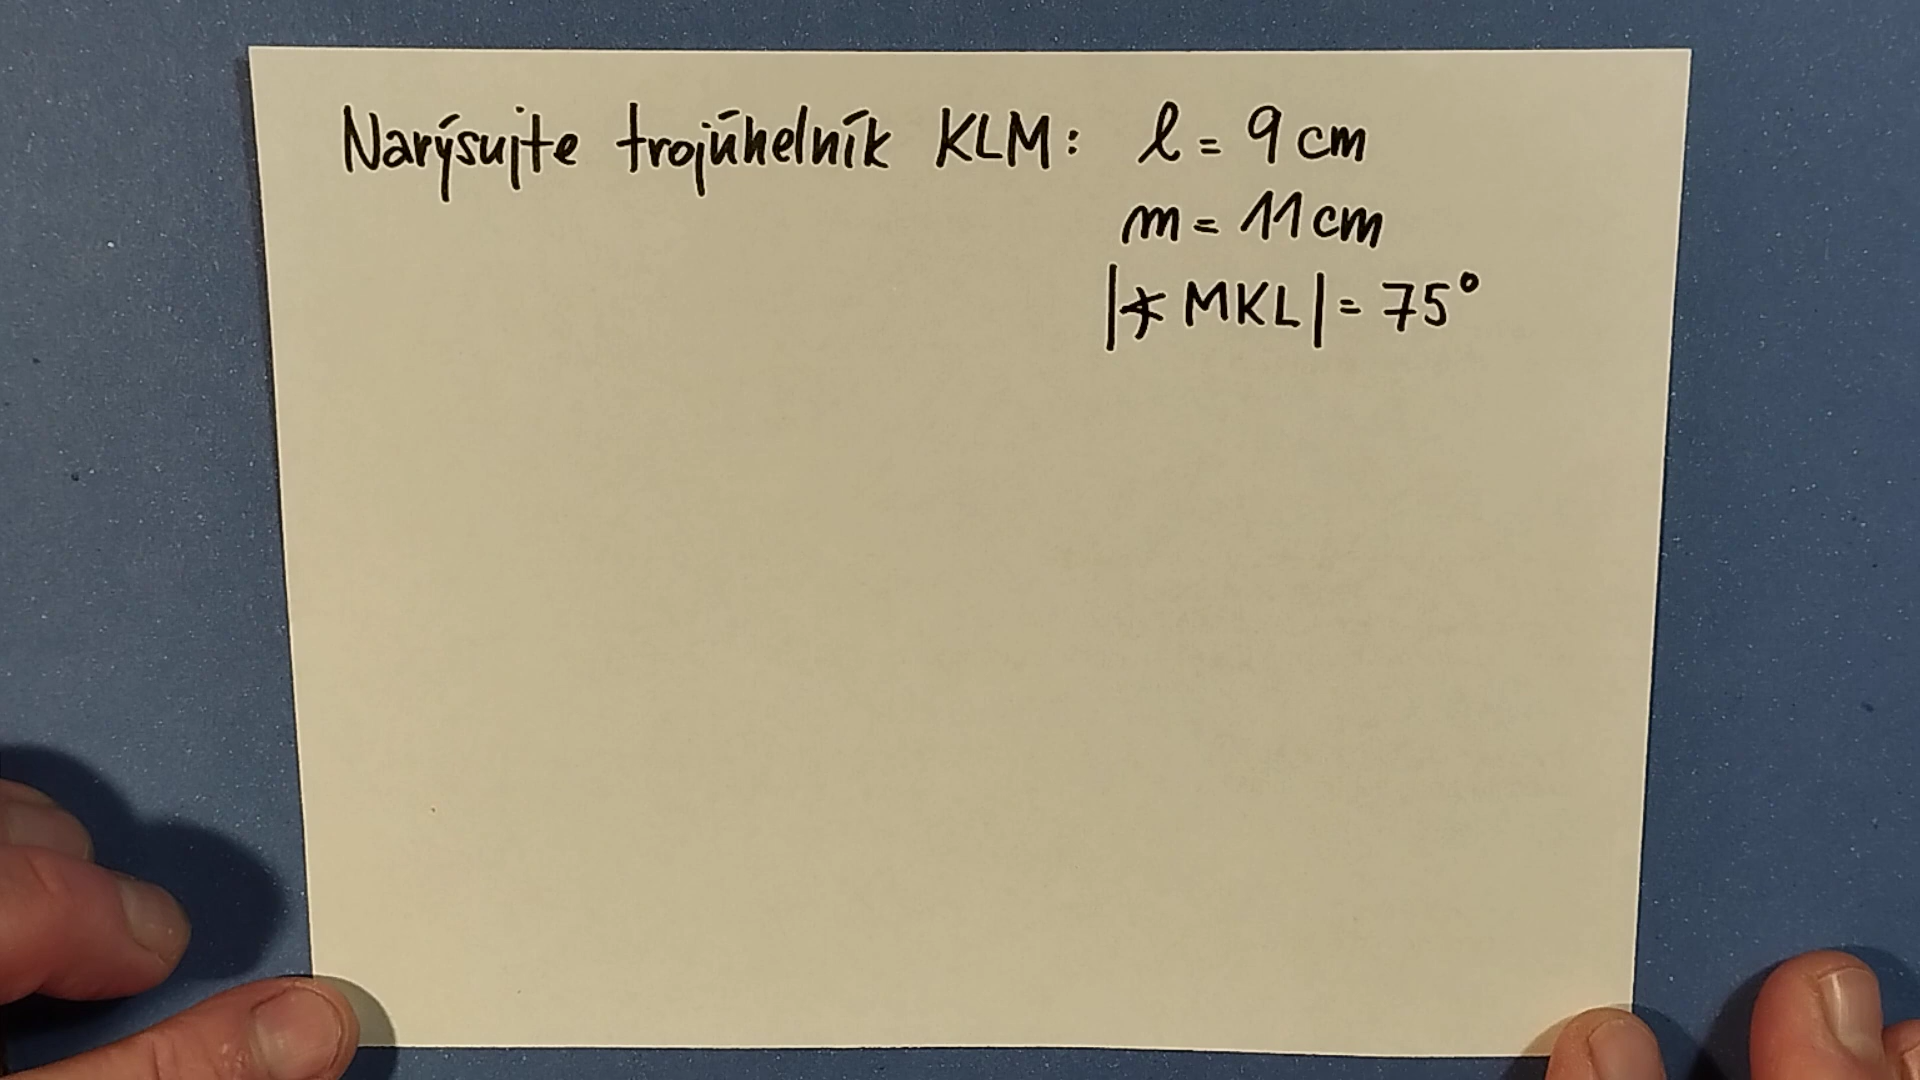 Narýsujte trojúhelník KLM: l = 9 cm
m = 11 cm
|∢ MKL| = 75°